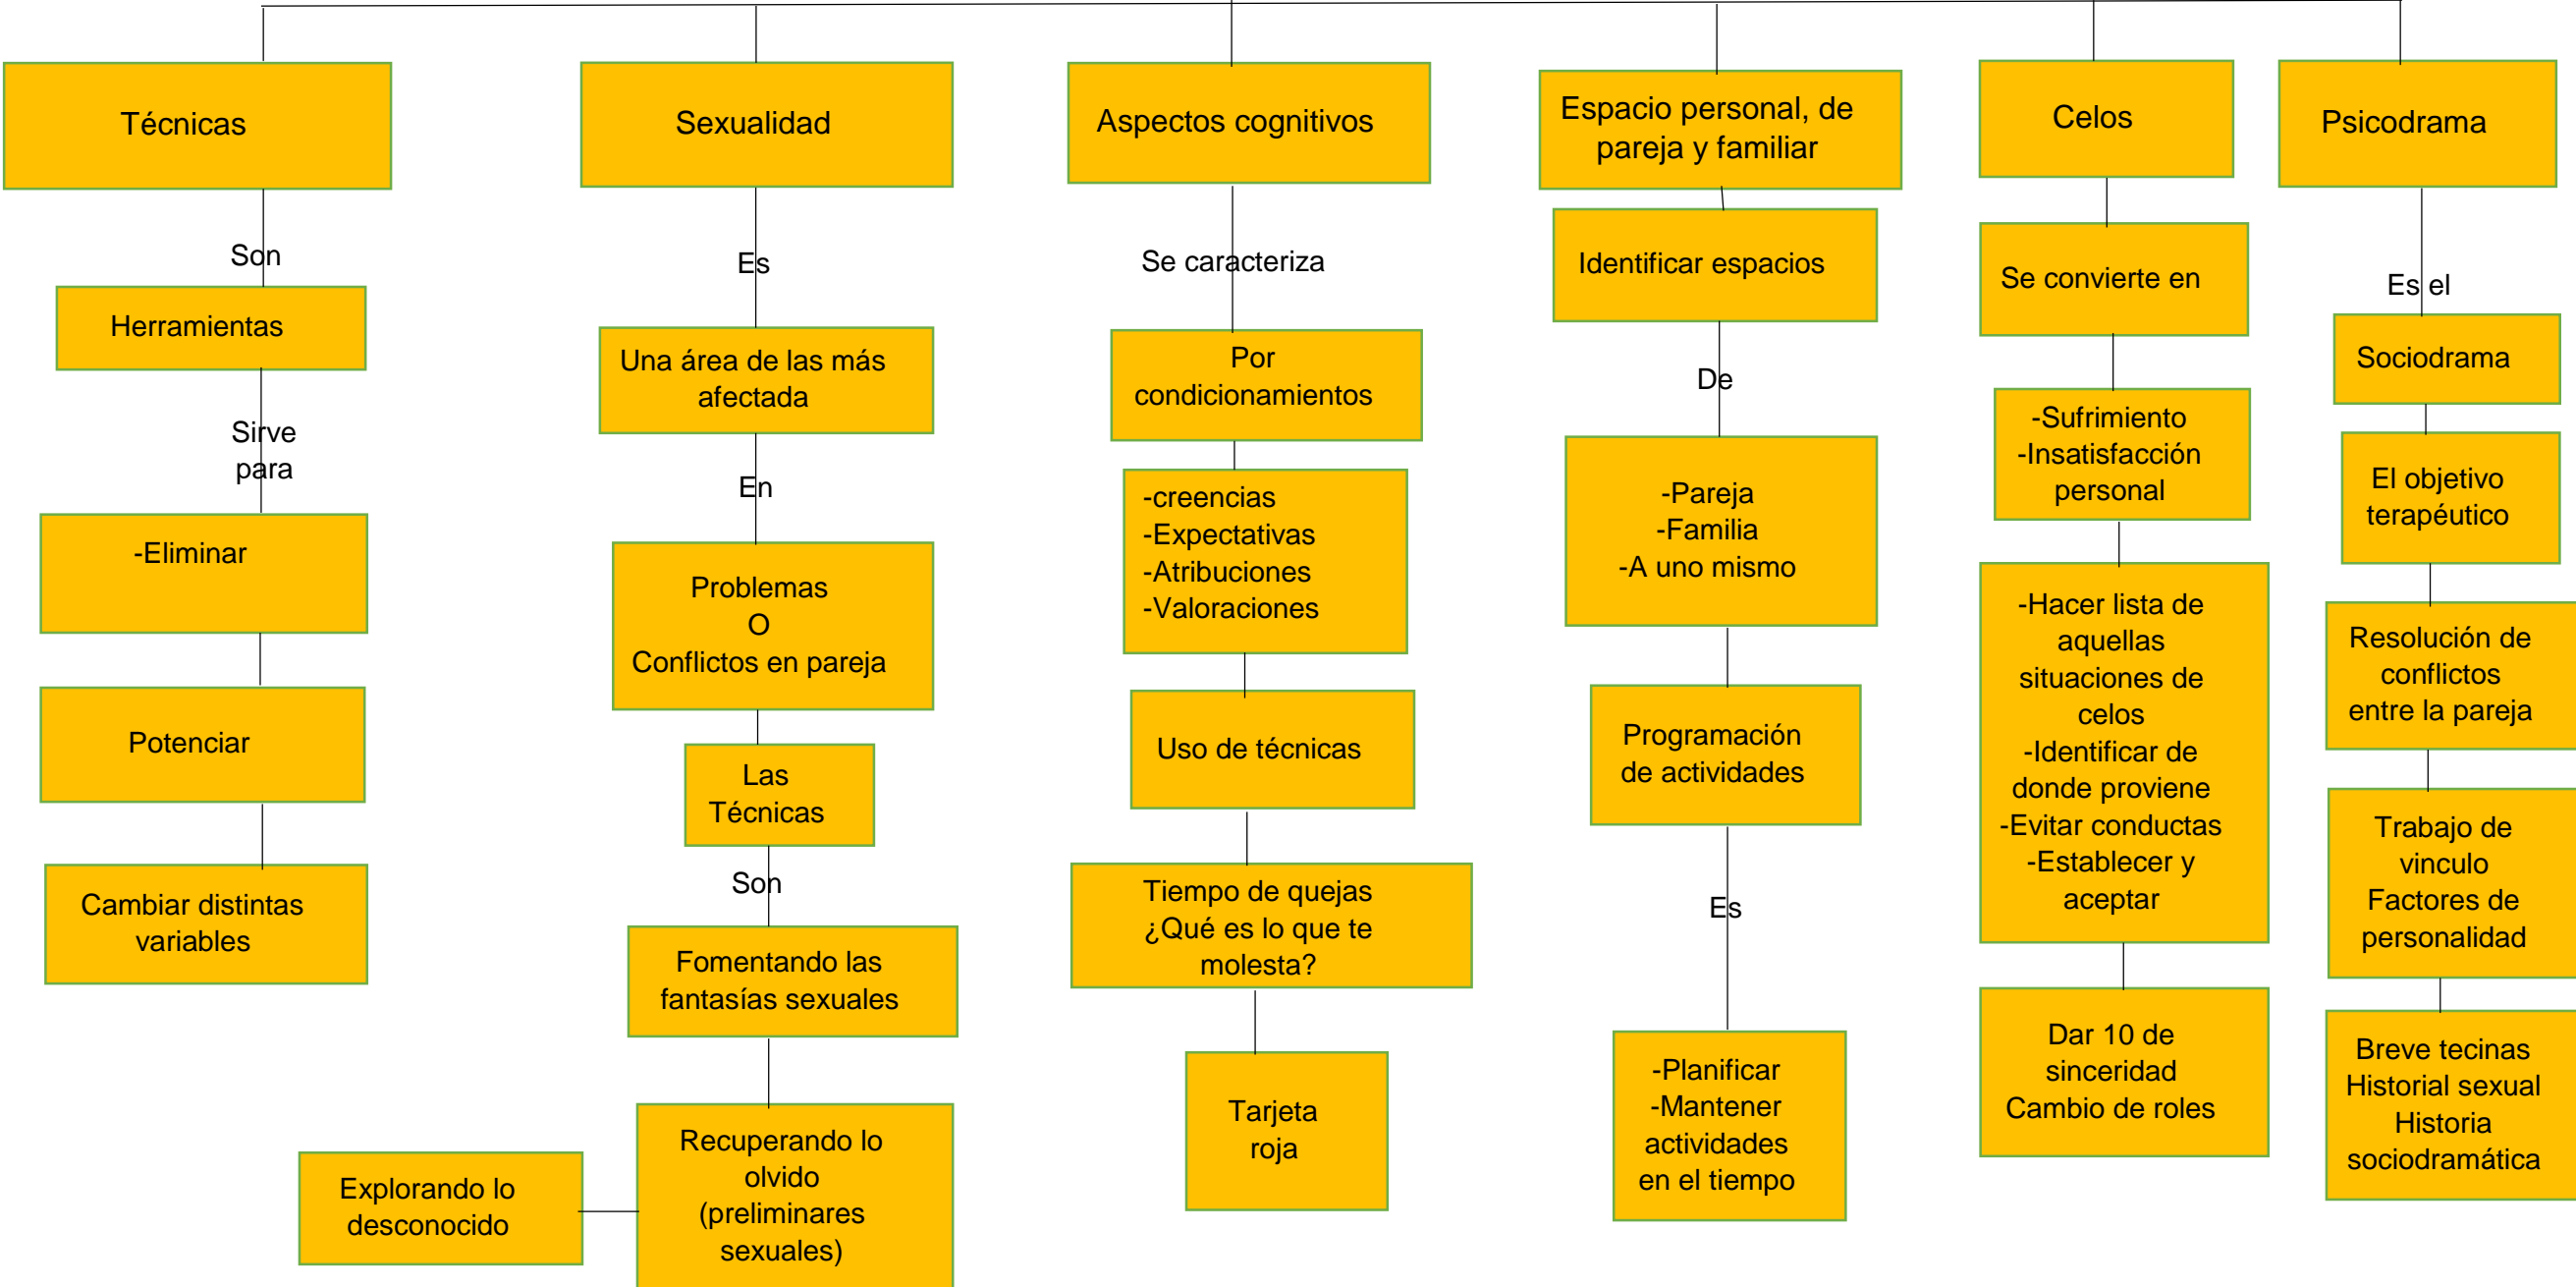 Técnicas
Son
Herramientas
Sirve
para
-Eliminar
Potenciar
Cambiar distintas
variables
Sexualidad
Es
Una área de las más
afectada
En
Problemas
O
Conflictos en pareja
Las
Técnicas
Son
Fomentando las
fantasías sexuales
Recuperando lo
olvido
(preliminares
sexuales)
Explorando lo
desconocido
Aspectos cognitivos
Se caracteriza
Por
condicionamientos
-creencias
-Expectativas
-Atribuciones
-Valoraciones
Uso de técnicas
Tiempo de quejas
¿Qué es lo que te
molesta?
Tarjeta
roja
Espacio personal, de
pareja y familiar
Identificar espacios
De
-Pareja
-Familia
-A uno mismo
Programación
de actividades
Es
-Planificar
-Mantener
actividades
en el tiempo
Celos
Se convierte en
-Sufrimiento
-Insatisfacción
personal
-Hacer lista de
aquellas
situaciones de
celos
-Identificar de
donde proviene
-Evitar conductas
-Establecer y
aceptar
Dar 10 de
sinceridad
Cambio de roles
Psicodrama
Es el
Sociodrama
El objetivo
terapéutico
Resolución de
conflictos
entre la pareja
Trabajo de
vinculo
Factores de
personalidad
Breve tecinas
Historial sexual
Historia
sociodramática